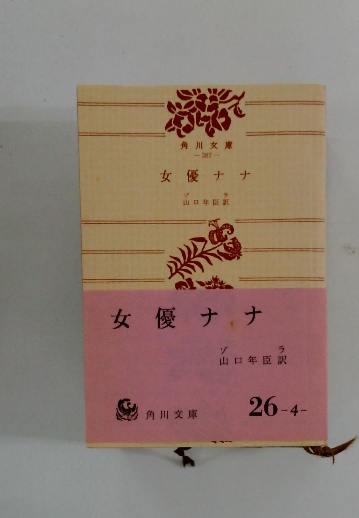 角川文庫
女優ナナ
ゾラ
山口年臣訳
女優ナナ
ゾラ
山口年臣訳
角川文庫
26-4-